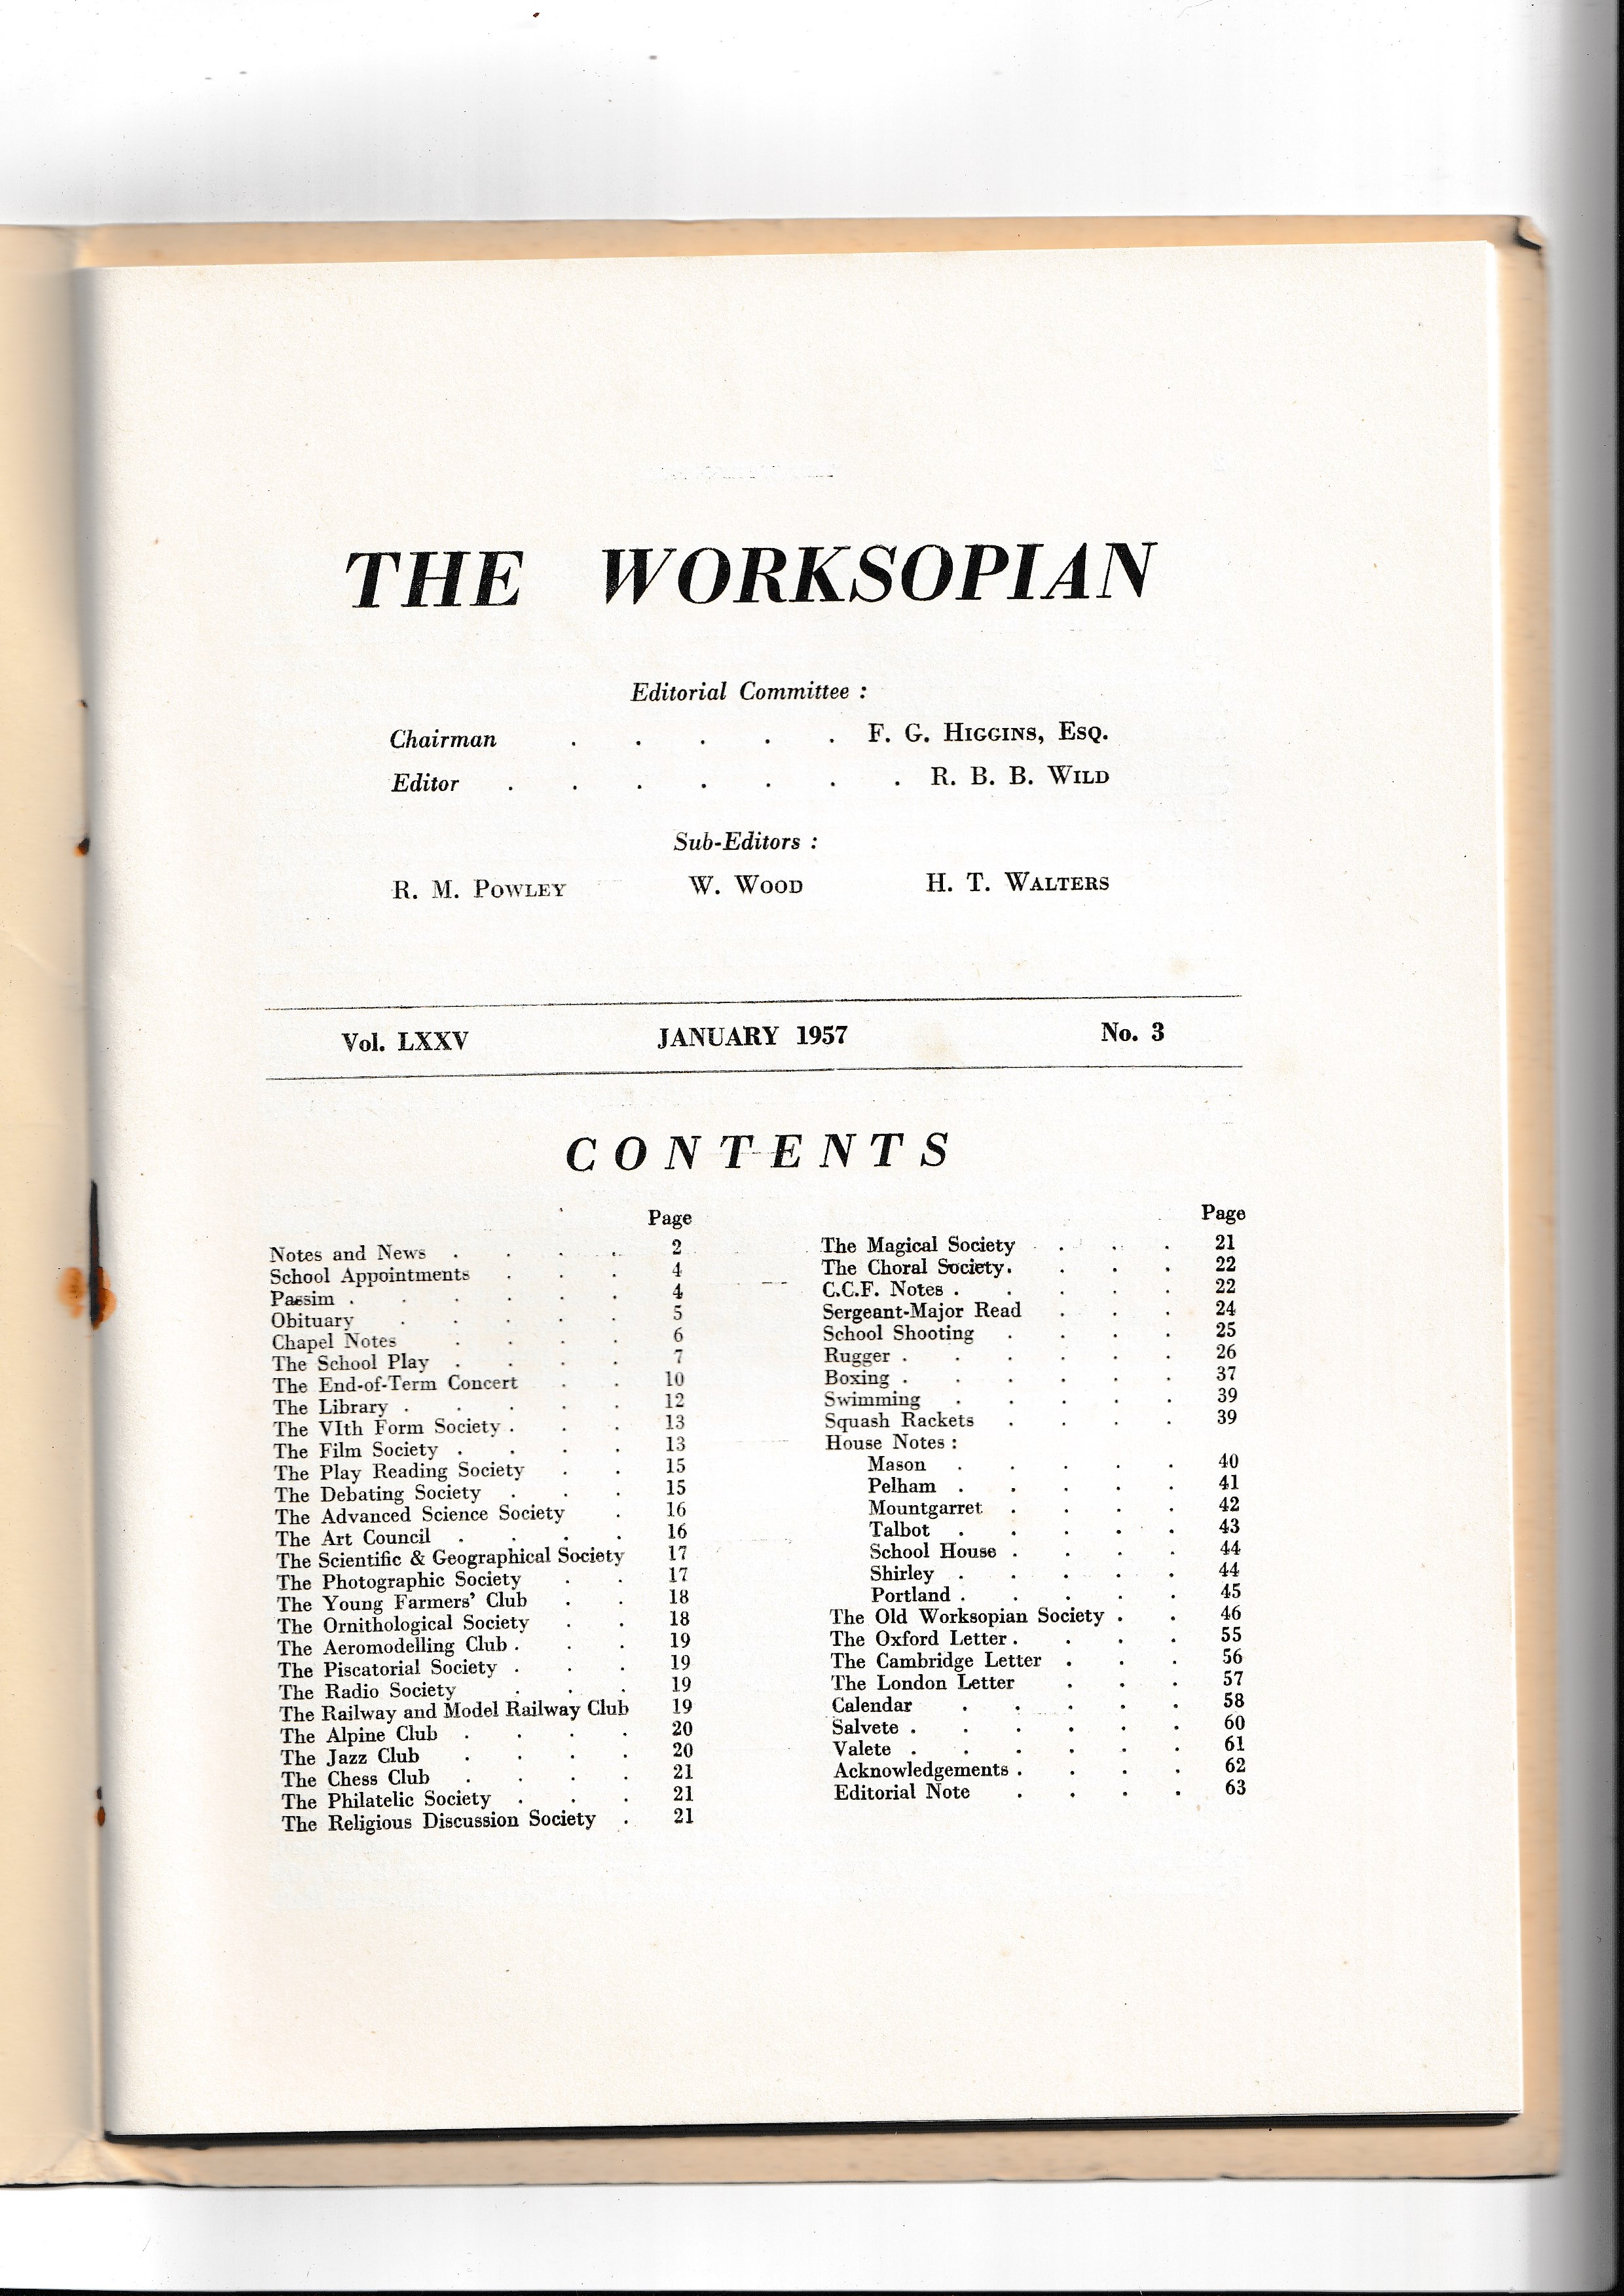 THE WORKSOPIAN
Editorial Committee :
Chairman . . . . . F. G. HIGGINS, ESQ.
Editor . . . . . . . R. B. B. WILD
Sub-Editors :
R. M. POWLEY W. WOOD H. T. WALTERS
Vol. LXXV JANUARY 1957 No. 3
CONTENTS
Page
Notes and News . . . . 2
School Appointments . . . 4
Passim . . . . . . 4
Obituary . . . . . 5
Chapel Notes . . . . 6
The School Play . . . . 7
The End-of-Term Concert . . 10
The Library . . . . . 12
The VIth Form Society . . . 13
The Film Society . . . . 13
The Play Reading Society . . 15
The Debating Society . . . 15
The Advanced Science Society . 16
The Art Council . . . . 16
The Scientific & Geographical Society 17
The Photographic Society . . 17
The Young Farmers' Club . . 18
The Ornithological Society . . 18
The Aeromodelling Club . . . 19
The Piscatorial Society . . . 19
The Radio Society . . . 19
The Railway and Model Railway Club 19
The Alpine Club . . . . 20
The Jazz Club . . . . 20
The Chess Club . . . . 21
The Philatelic Society . . . 21
The Religious Discussion Society . 21
Page
The Magical Society . . . 21
The Choral Society . . . . 22
C.C.F. Notes . . . . . 22
Sergeant-Major Read . . . 24
School Shooting . . . . 25
Rugger . . . . . . 26
Boxing . . . . . . 37
Swimming . . . . . 39
Squash Rackets . . . . 39
House Notes :
Mason . . . . . 40
Pelham . . . . . 41
Mountgarret . . . . 42
Talbot . . . . . 43
School House . . . . 44
Shirley . . . . . 44
Portland . . . . . 45
The Old Worksopian Society . . 46
The Oxford Letter . . . . 55
The Cambridge Letter . . . 56
The London Letter . . . 57
Calendar . . . . . 58
Salvete . . . . . . 60
Valete . . . . . . 61
Acknowledgements . . . . 62
Editorial Note . . . . 63